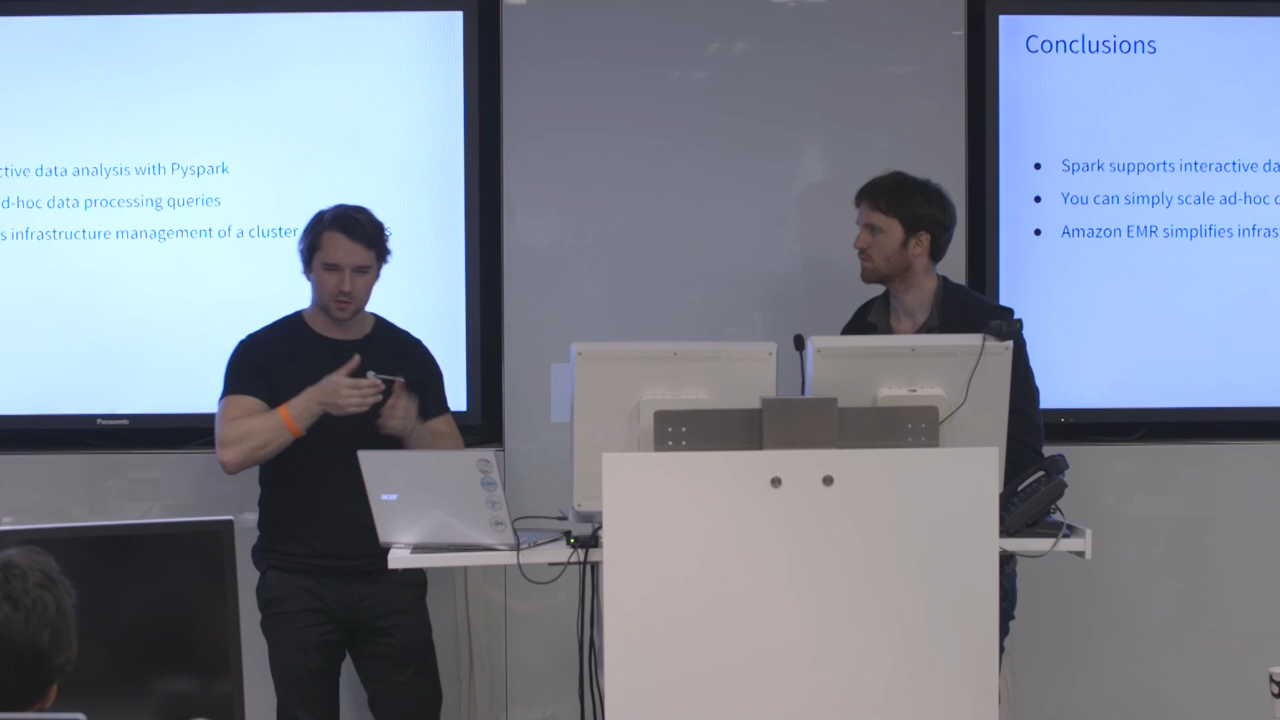 ctive data analysis with Pyspark
d-hoc data processing queries
s infrastructure management of a cluster
Panasonic
acer
Conclusions
• Spark supports interactive da
• You can simply scale ad-hoc
• Amazon EMR simplifies infras